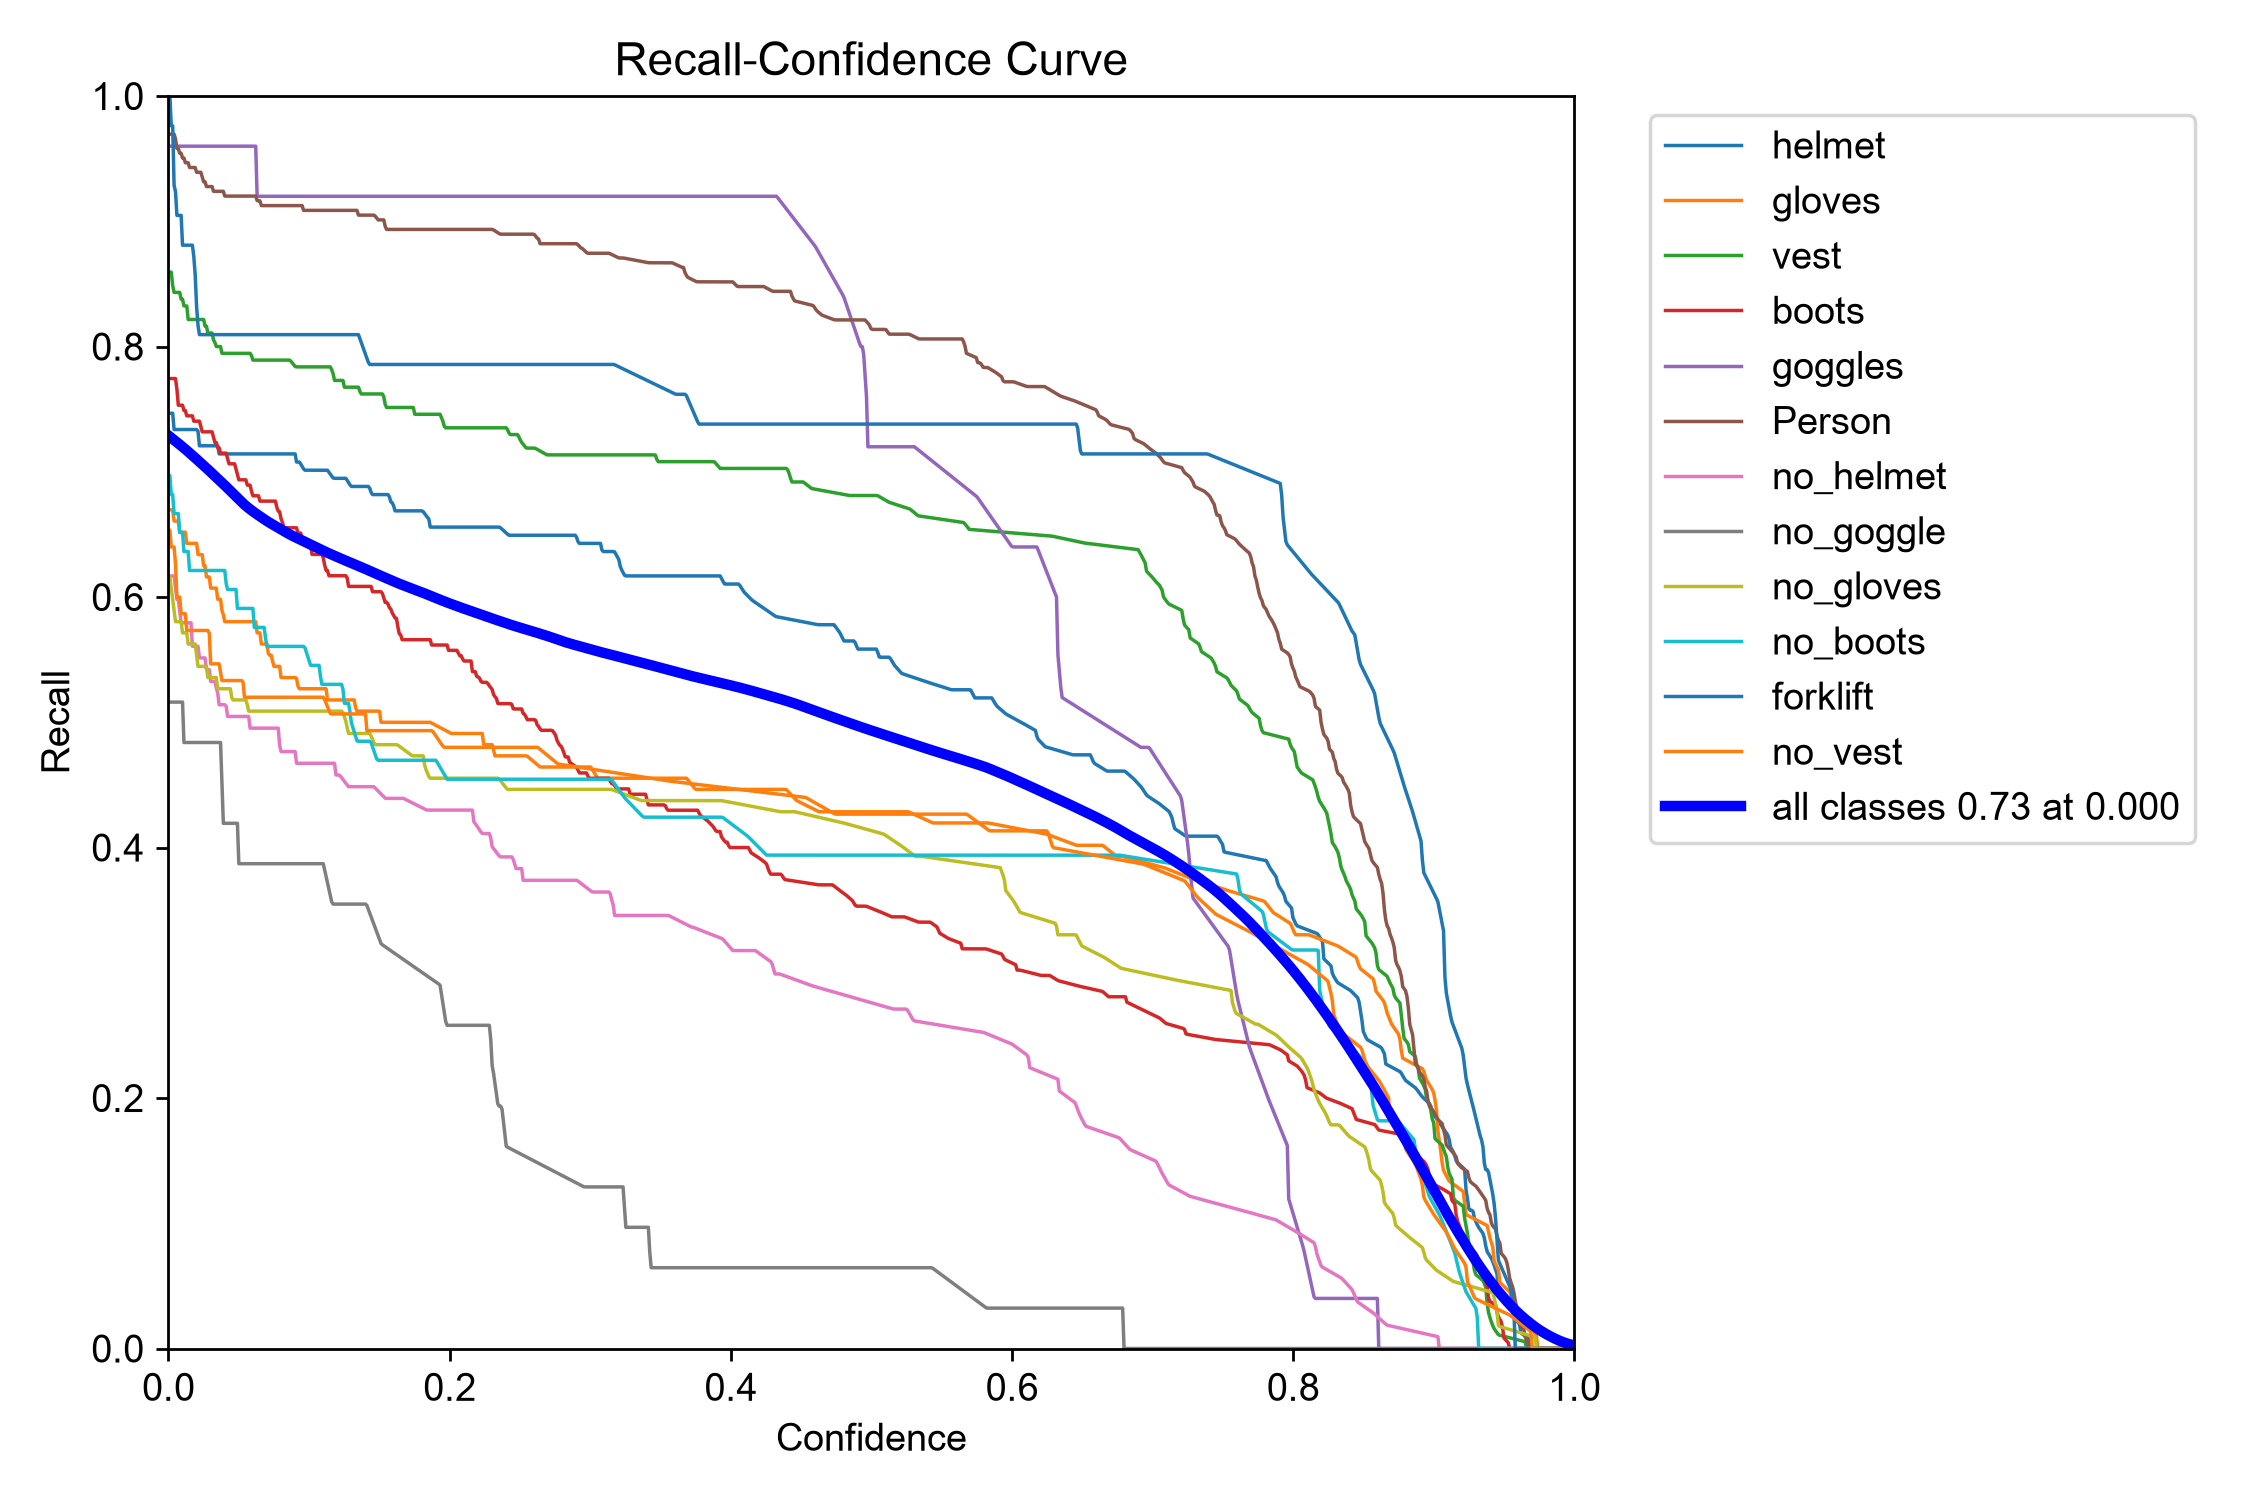 Recall-Confidence Curve
1.0
0.8
0.6
0.4
0.2
0.0
Recall
0.0 0.2 0.4 0.6 0.8 1.0
Confidence
helmet
gloves
vest
boots
goggles
Person
no_helmet
no_goggle
no_gloves
no_boots
forklift
no_vest
all classes 0.73 at 0.000